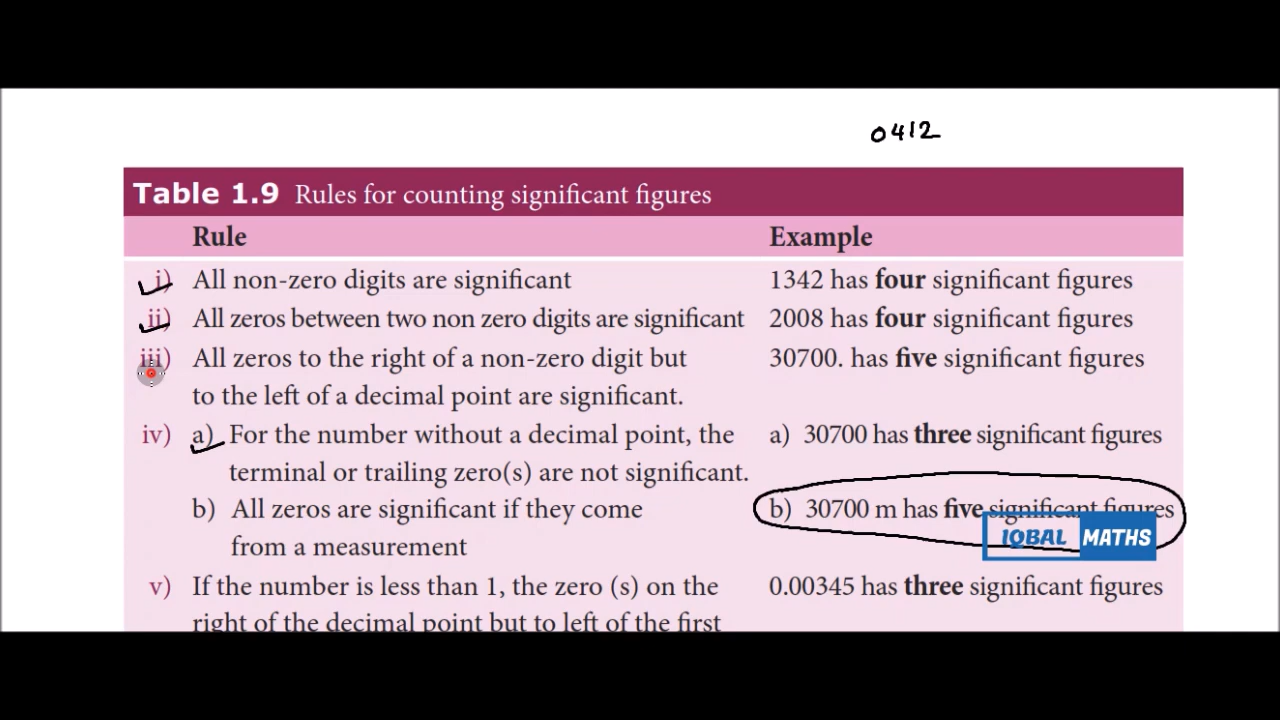 0412
Table 1.9 Rules for counting significant figures
Rule Example
i) All non-zero digits are significant 1342 has four significant figures
ii) All zeros between two non zero digits are significant 2008 has four significant figures
iii) All zeros to the right of a non-zero digit but 30700. has five significant figures
to the left of a decimal point are significant.
iv) a) For the number without a decimal point, the a) 30700 has three significant figures
terminal or trailing zero(s) are not significant.
b) All zeros are significant if they come b) 30700 m has five significant figures
from a measurement
IQBAL MATHS
v) If the number is less than 1, the zero (s) on the 0.00345 has three significant figures
right of the decimal point but to left of the first